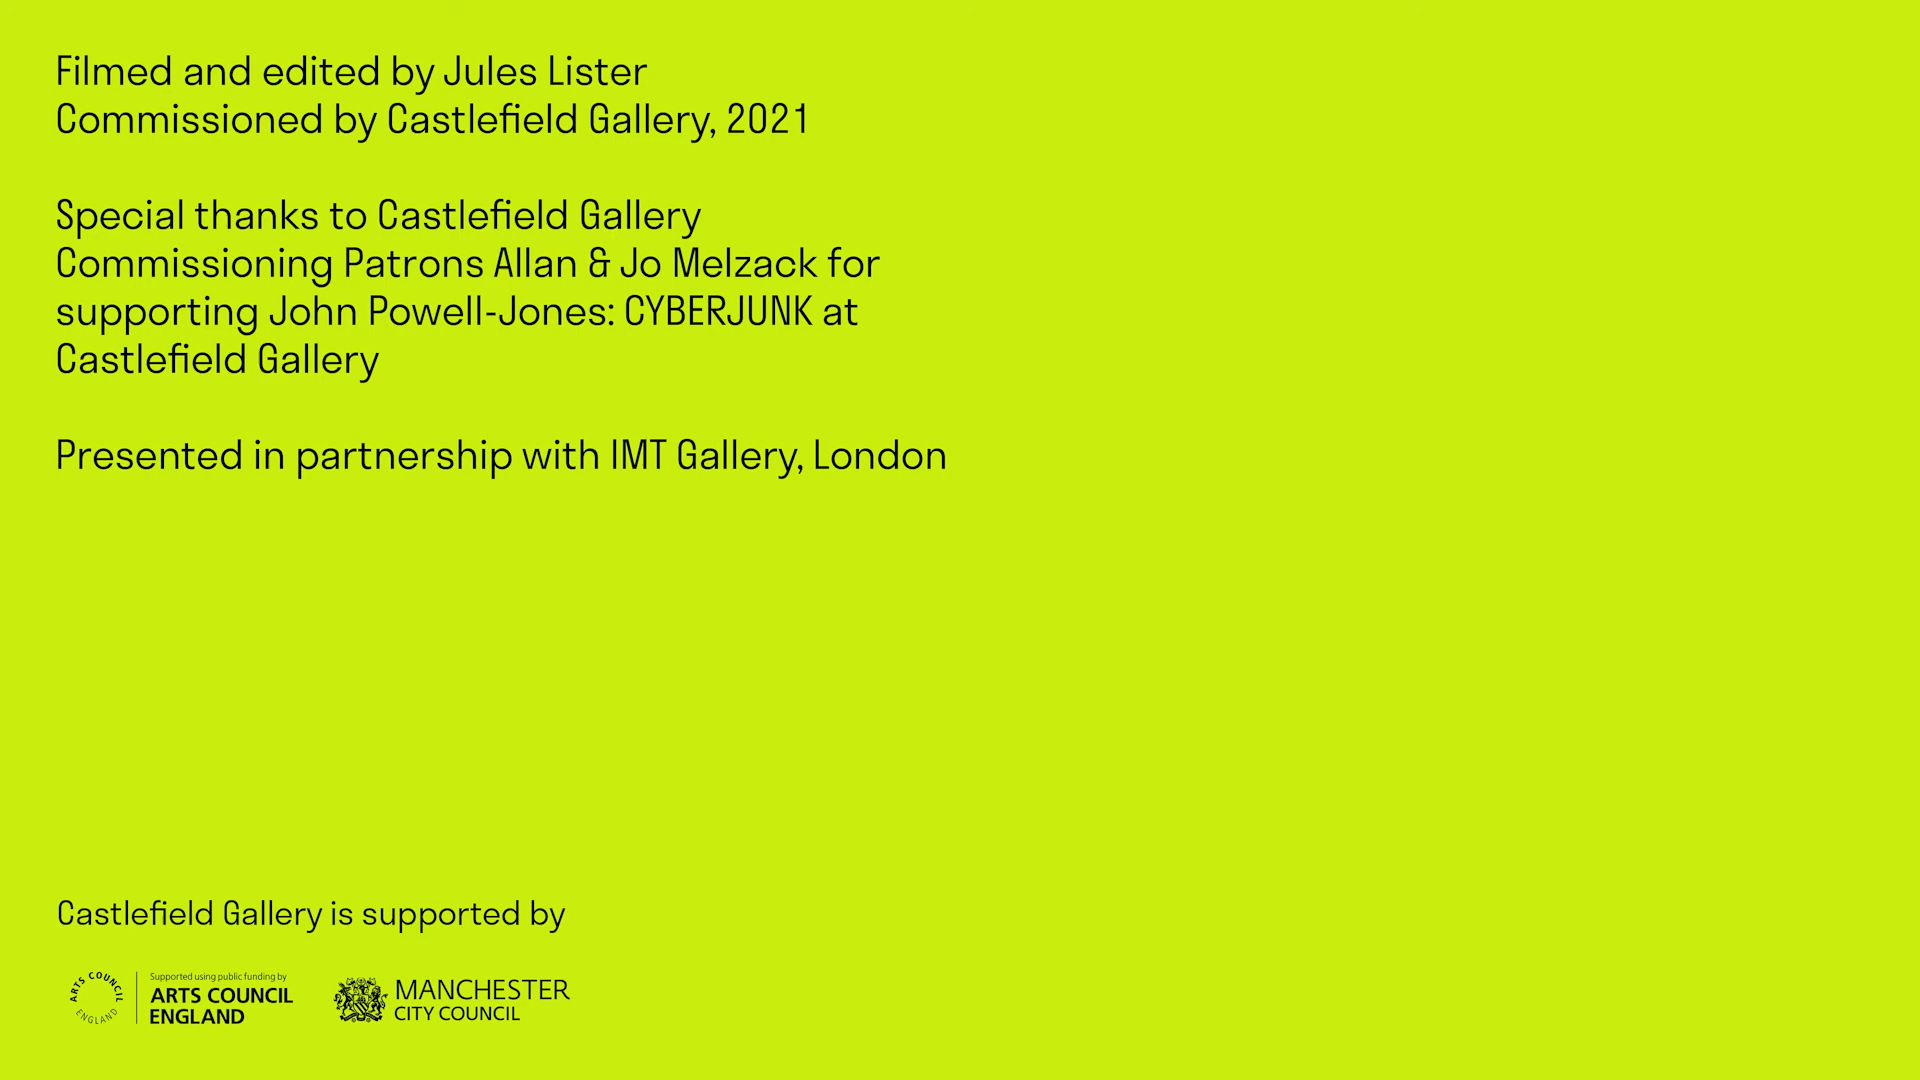 Filmed and edited by Jules Lister
Commissioned by Castlefield Gallery, 2021
Special thanks to Castlefield Gallery
Commissioning Patrons Allan & Jo Melzack for
supporting John Powell-Jones: CYBERJUNK at
Castlefield Gallery
Presented in partnership with IMT Gallery, London
Castlefield Gallery is supported by
ARTS COUNCIL
ENGLAND
Supported using public funding by
ARTS COUNCIL
ENGLAND
MANCHESTER
CITY COUNCIL